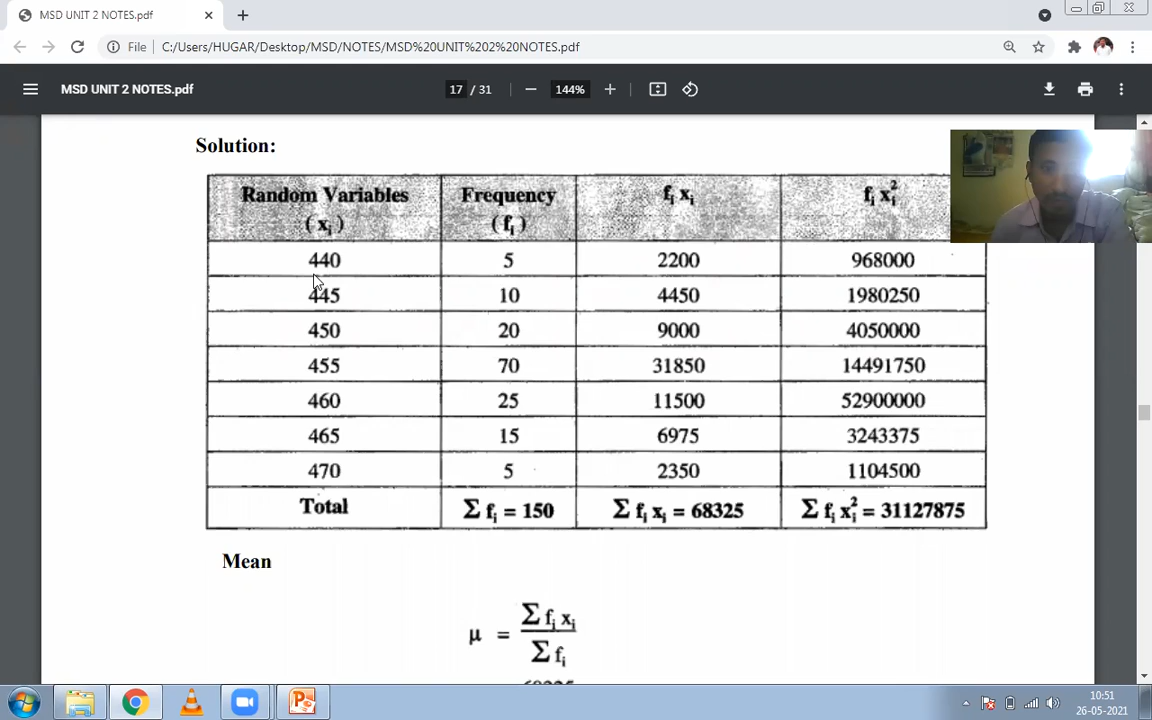 MSD UNIT 2 NOTES.pdf
File C:/Users/HUGAR/Desktop/MSD/NOTES/MSD%20UNIT%202%20NOTES.pdf
MSD UNIT 2 NOTES.pdf 17 / 31 144%
Solution:
Random Variables (xᵢ) Frequency (fᵢ) fᵢ xᵢ fᵢ xᵢ²
440 5 2200 968000
445 10 4450 1980250
450 20 9000 4050000
455 70 31850 14491750
460 25 11500 52900000
465 15 6975 3243375
470 5 2350 1104500
Total Σ fᵢ = 150 Σ fᵢ xᵢ = 68325 Σ fᵢ xᵢ² = 31127875
Mean
μ = Σ fᵢ xᵢ / Σ fᵢ
10:51
26-05-2021